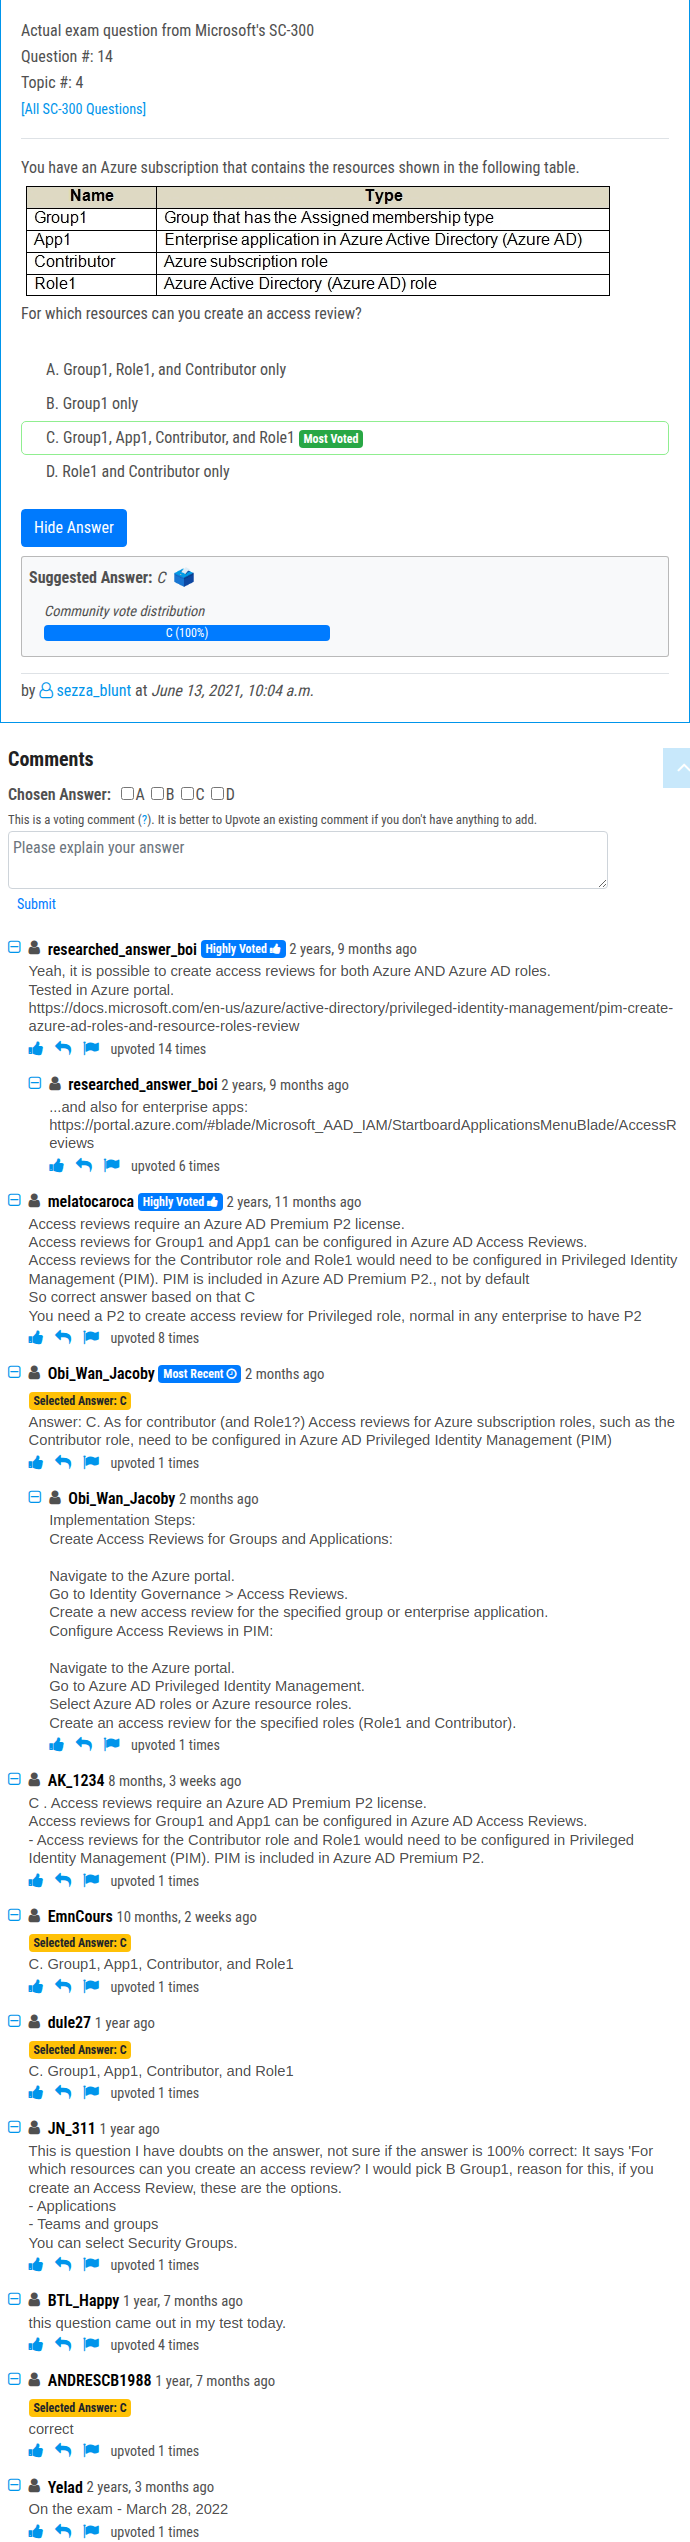 Actual exam question from Microsoft's SC-300
Question #: 14
Topic #: 4
[All SC-300 Questions]
You have an Azure subscription that contains the resources shown in the following table.
Name Type
Group1 Group that has the Assigned membership type
App1 Enterprise application in Azure Active Directory (Azure AD)
Contributor Azure subscription role
Role1 Azure Active Directory (Azure AD) role
For which resources can you create an access review?
A. Group1, Role1, and Contributor only
B. Group1 only
C. Group1, App1, Contributor, and Role1 Most Voted
D. Role1 and Contributor only
Hide Answer
Suggested Answer: C
Community vote distribution
C (100%)
by sezza_blunt at June 13, 2021, 10:04 a.m.
Comments
Chosen Answer: A B C D
This is a voting comment (?). It is better to Upvote an existing comment if you don't have anything to add.
Please explain your answer
Submit
researched_answer_boi Highly Voted 2 years, 9 months ago
Yeah, it is possible to create access reviews for both Azure AND Azure AD roles.
Tested in Azure portal.
https://docs.microsoft.com/en-us/azure/active-directory/privileged-identity-management/pim-create-
azure-ad-roles-and-resource-roles-review
upvoted 14 times
researched_answer_boi 2 years, 9 months ago
...and also for enterprise apps:
https://portal.azure.com/#blade/Microsoft_AAD_IAM/StartboardApplicationsMenuBlade/AccessR
eviews
upvoted 6 times
melatocaroca Highly Voted 2 years, 11 months ago
Access reviews require an Azure AD Premium P2 license.
Access reviews for Group1 and App1 can be configured in Azure AD Access Reviews.
Access reviews for the Contributor role and Role1 would need to be configured in Privileged Identity
Management (PIM). PIM is included in Azure AD Premium P2., not by default
So correct answer based on that C
You need a P2 to create access review for Privileged role, normal in any enterprise to have P2
upvoted 8 times
Obi_Wan_Jacoby Most Recent 2 months ago
Selected Answer: C
Answer: C. As for contributor (and Role1?) Access reviews for Azure subscription roles, such as the
Contributor role, need to be configured in Azure AD Privileged Identity Management (PIM)
upvoted 1 times
Obi_Wan_Jacoby 2 months ago
Implementation Steps:
Create Access Reviews for Groups and Applications:
Navigate to the Azure portal.
Go to Identity Governance > Access Reviews.
Create a new access review for the specified group or enterprise application.
Configure Access Reviews in PIM:
Navigate to the Azure portal.
Go to Azure AD Privileged Identity Management.
Select Azure AD roles or Azure resource roles.
Create an access review for the specified roles (Role1 and Contributor).
upvoted 1 times
AK_1234 8 months, 3 weeks ago
C . Access reviews require an Azure AD Premium P2 license.
Access reviews for Group1 and App1 can be configured in Azure AD Access Reviews.
- Access reviews for the Contributor role and Role1 would need to be configured in Privileged
Identity Management (PIM). PIM is included in Azure AD Premium P2.
upvoted 1 times
EmnCours 10 months, 2 weeks ago
Selected Answer: C
C. Group1, App1, Contributor, and Role1
upvoted 1 times
dule27 1 year ago
Selected Answer: C
C. Group1, App1, Contributor, and Role1
upvoted 1 times
JN_311 1 year ago
This is question I have doubts on the answer, not sure if the answer is 100% correct: It says 'For
which resources can you create an access review? I would pick B Group1, reason for this, if you
create an Access Review, these are the options.
- Applications
- Teams and groups
You can select Security Groups.
upvoted 1 times
BTL_Happy 1 year, 7 months ago
this question came out in my test today.
upvoted 4 times
ANDRESCB1988 1 year, 7 months ago
Selected Answer: C
correct
upvoted 1 times
Yelad 2 years, 3 months ago
On the exam - March 28, 2022
upvoted 1 times